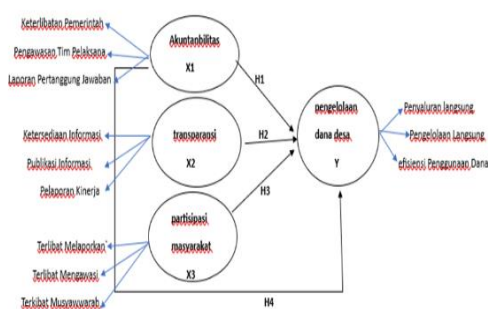 Keterlibatan Pemerintah
Pengawasan Tim Pelaksana
Laporan Pertanggung Jawaban
Akuntanbilitas
X1
H1
Ketersediaan Informasi
Publikasi Informasi
Pelaporan Kinerja
transparansi
X2
H2
pengelolaan
dana desa
Y
Penyaluran langsung
Pengelolaan Langsung
efisiensi Penggunaan Dana
H3
Terlibat Melaporkan`
Terlibat Mengawasi
Terkibat Musyawwarah
partisipasi
masyarakat
X3
H4